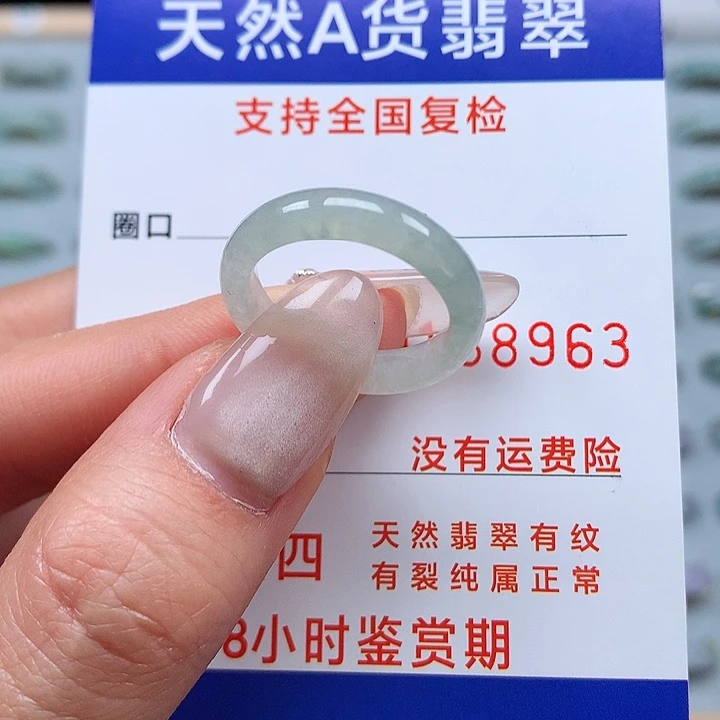 天然A货翡翠
支持全国复检
圈口
8963
没有运费险
四
天然翡翠有纹
有裂纯属正常
8小时鉴赏期